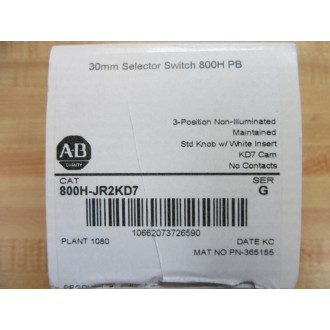 30mm Selector Switch 800H PB
3-Position Non-Illuminated
Maintained
Std Knob w/ White Insert
KD7 Cam
No Contacts
A-B
QUALITY
CAT
800H-JR2KD7
SER
G
10662073726590
PLANT 1080
DATE KC
MAT NO PN-365155